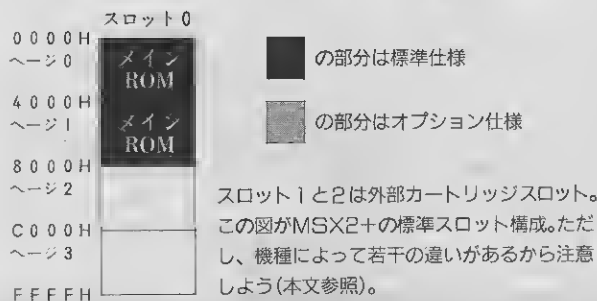 スロット0
0000H
ページ0
メイン
ROM
4000H
ページ1
メイン
ROM
8000H
ページ2
C000H
ページ3
FFFFH
の部分は標準仕様
の部分はオプション仕様
スロット1と2は外部カートリッジスロット。
この図がMSX2+の標準スロット構成。ただ
し、機種によって若干の違いがあるから注意
しよう(本文参照)。